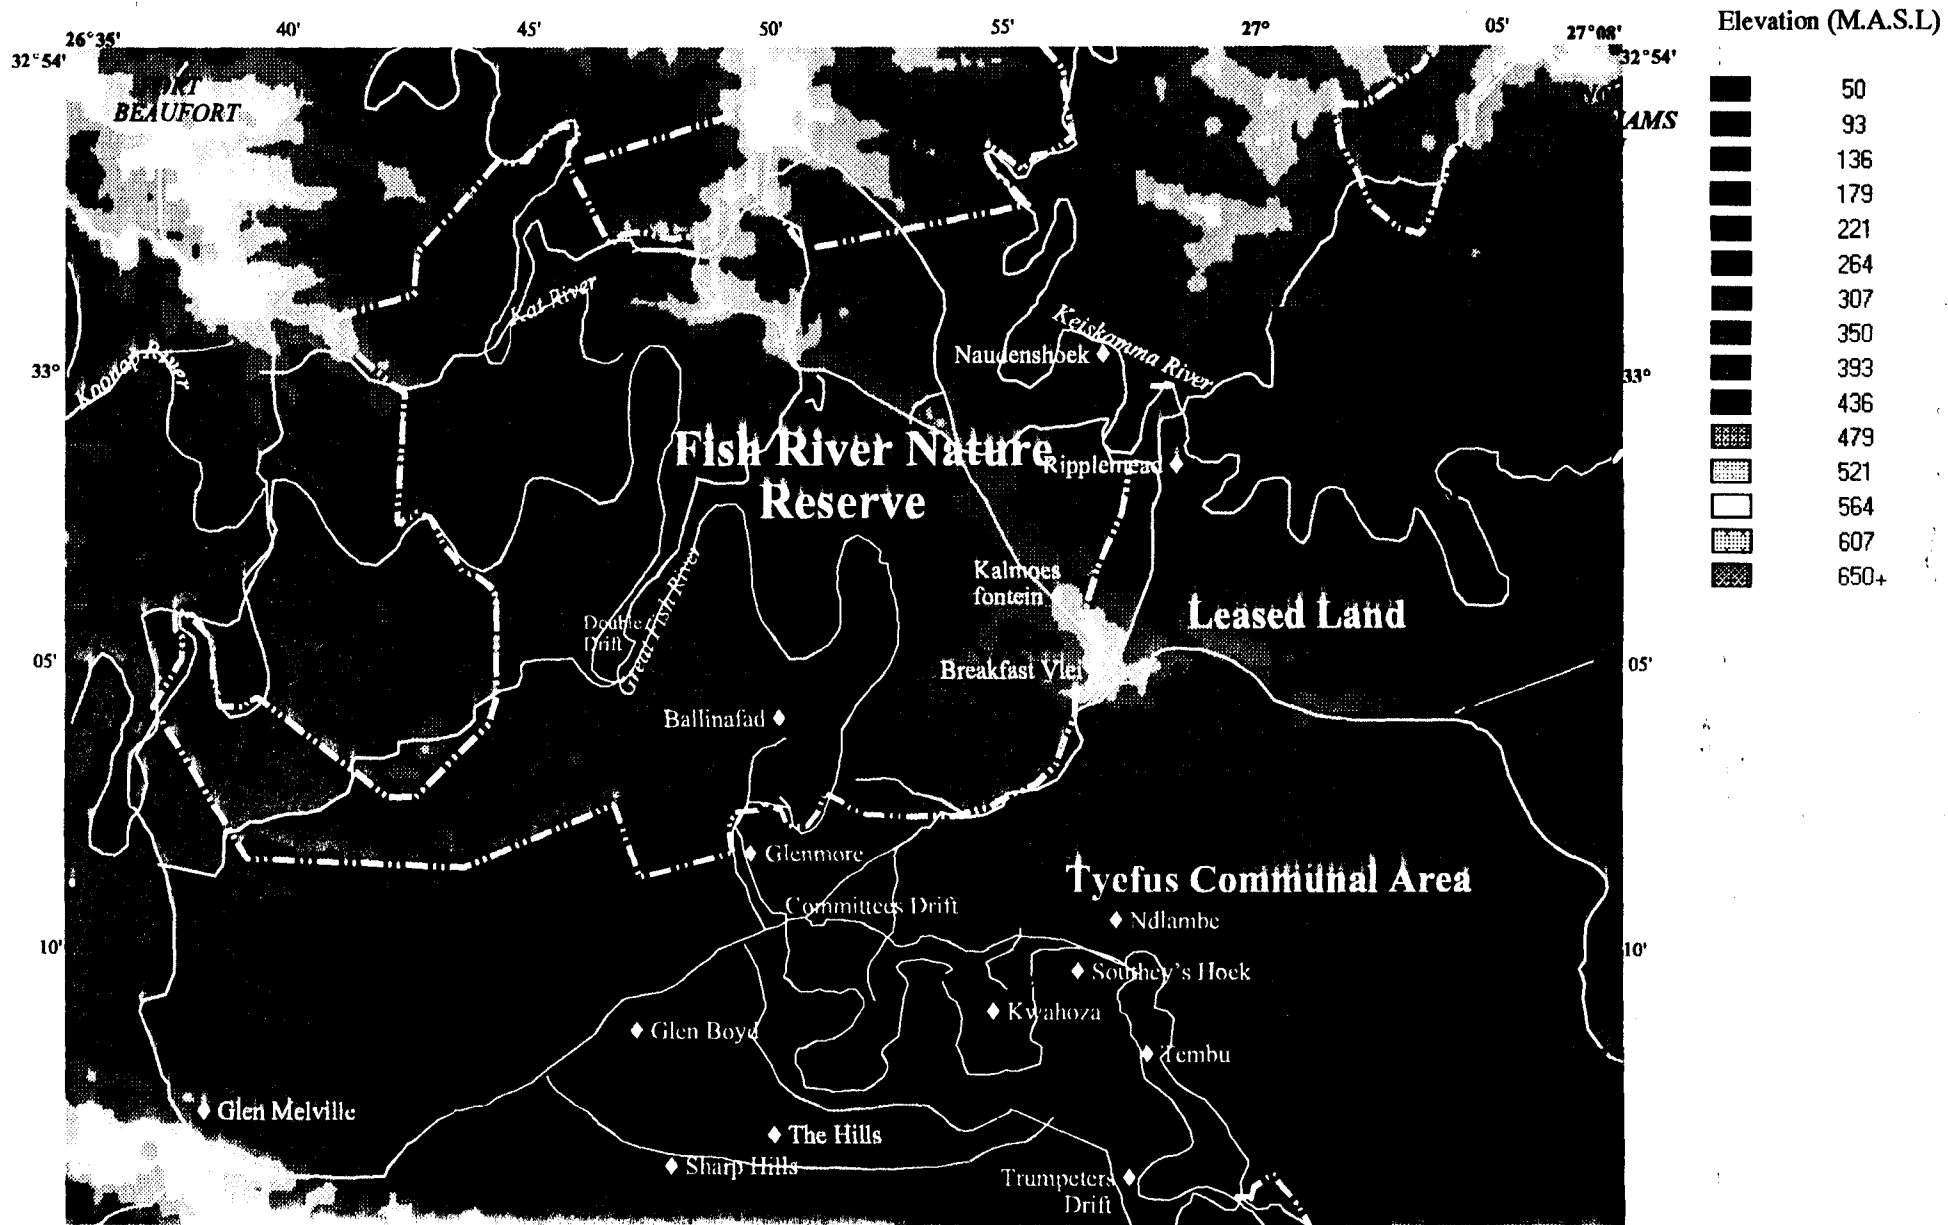 Elevation (M.A.S.L)
26°35' 40' 45' 50' 55' 27° 05' 27°08'
32°54' 32°54'
BEAUFORT
AMS
50
93
136
179
221
264
307
350
393
436
479
521
564
607
650+
Kat River
Keiskamma River
Naudenshoek
River
33° 33°
Fish River Nature
Reserve
Ripplemead
Kalmoes
fontein
Leased Land
Double
Drift
Great Fish River
05' 05'
Breakfast Vlei
Ballinafad
Glenmore
Tyefus Communal Area
Committees Drift
Ndlambe
10' 10'
Southey's Hoek
Kwahoza
Glen Boyd
Tembu
Glen Melville
The Hills
Sharp Hills
Trumpeters
Drift